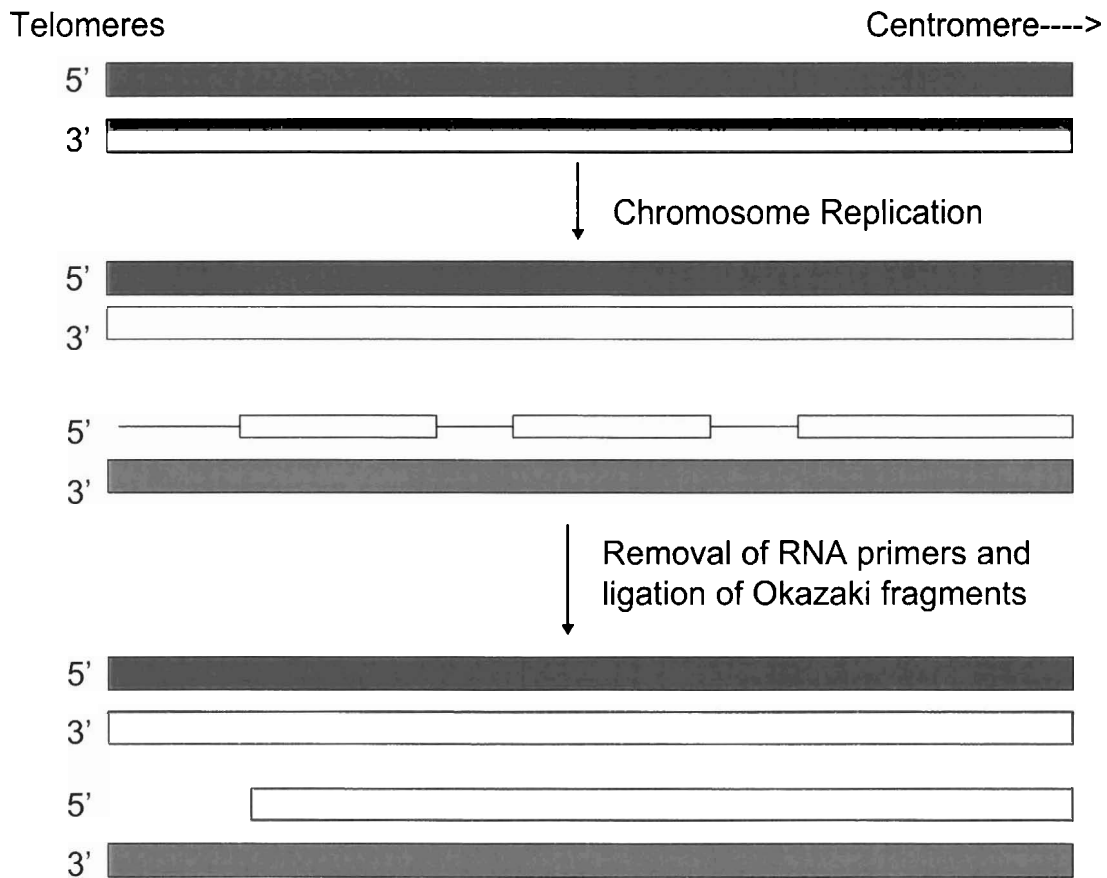 Telomeres Centromere---->
5’
3’
Chromosome Replication
5’
3’
5’
3’
Removal of RNA primers and
ligation of Okazaki fragments
5’
3’
5’
3’